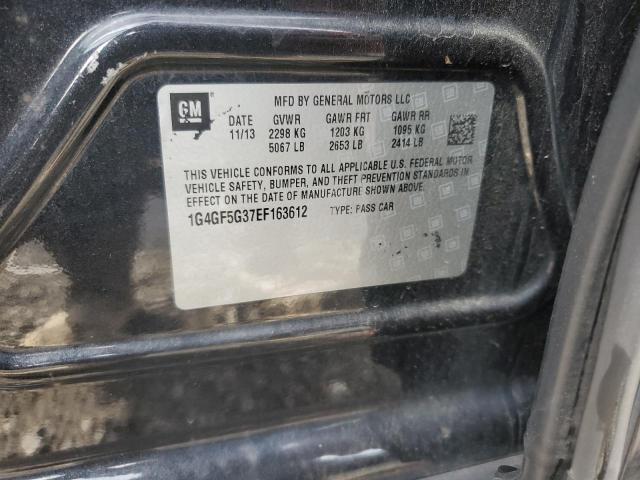 GM
MFD BY GENERAL MOTORS LLC
DATE GVWR GAWR FRT GAWR RR
11/13 2298 KG 1203 KG 1095 KG
5067 LB 2653 LB 2414 LB
THIS VEHICLE CONFORMS TO ALL APPLICABLE U.S. FEDERAL MOTOR
VEHICLE SAFETY, BUMPER, AND THEFT PREVENTION STANDARDS IN
EFFECT ON THE DATE OF MANUFACTURE SHOWN ABOVE.
1G4GF5G37EF163612 TYPE: PASS CAR